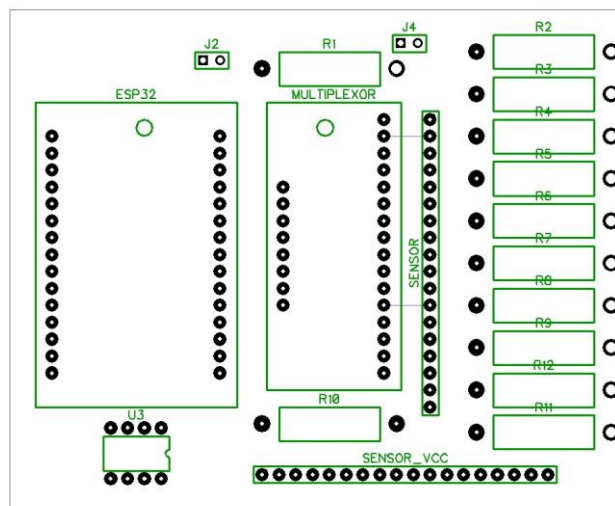 J2
R1
J4
R2
R3
ESP32
MULTIPLEXOR
R4
R5
R6
R7
SENSOR
R8
R9
R12
R10
R11
U3
SENSOR_VCC